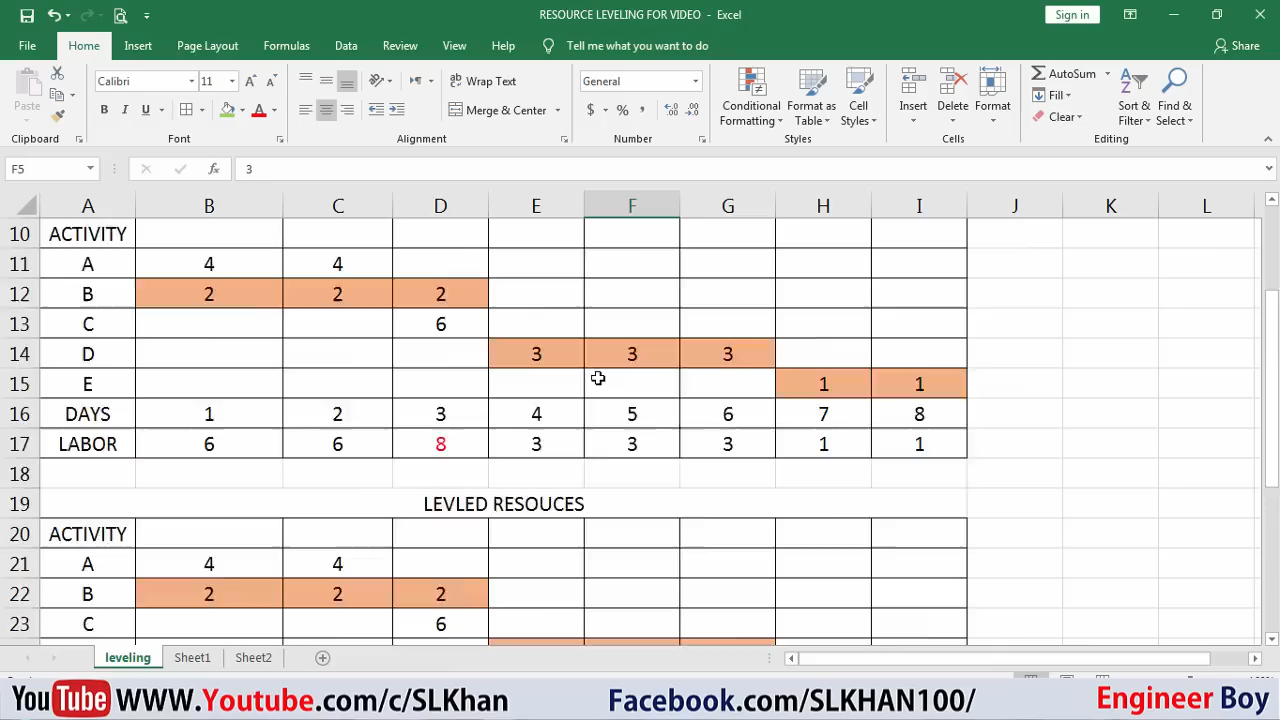 RESOURCE LEVELING FOR VIDEO - Excel
Sign in
File Home Insert Page Layout Formulas Data Review View Help Tell me what you want to do Share
Paste Calibri 11 A A Wrap Text General Conditional Formatting Format as Table Cell Styles Insert Delete Format AutoSum Fill Clear Sort & Filter Find & Select
B I U A Merge & Center $ % ,
Clipboard Font Alignment Number Styles Cells Editing
F5 fx 3
A B C D E F G H I J K L
10 ACTIVITY
11 A 4 4
12 B 2 2 2
13 C 6
14 D 3 3 3
15 E 1 1
16 DAYS 1 2 3 4 5 6 7 8
17 LABOR 6 6 8 3 3 3 1 1
18
19 LEVLED RESOUCES
20 ACTIVITY
21 A 4 4
22 B 2 2 2
23 C 6
leveling Sheet1 Sheet2
YouTube WWW.Youtube.com/c/SLKhan Facebook.com/SLKHAN100/ Engineer Boy